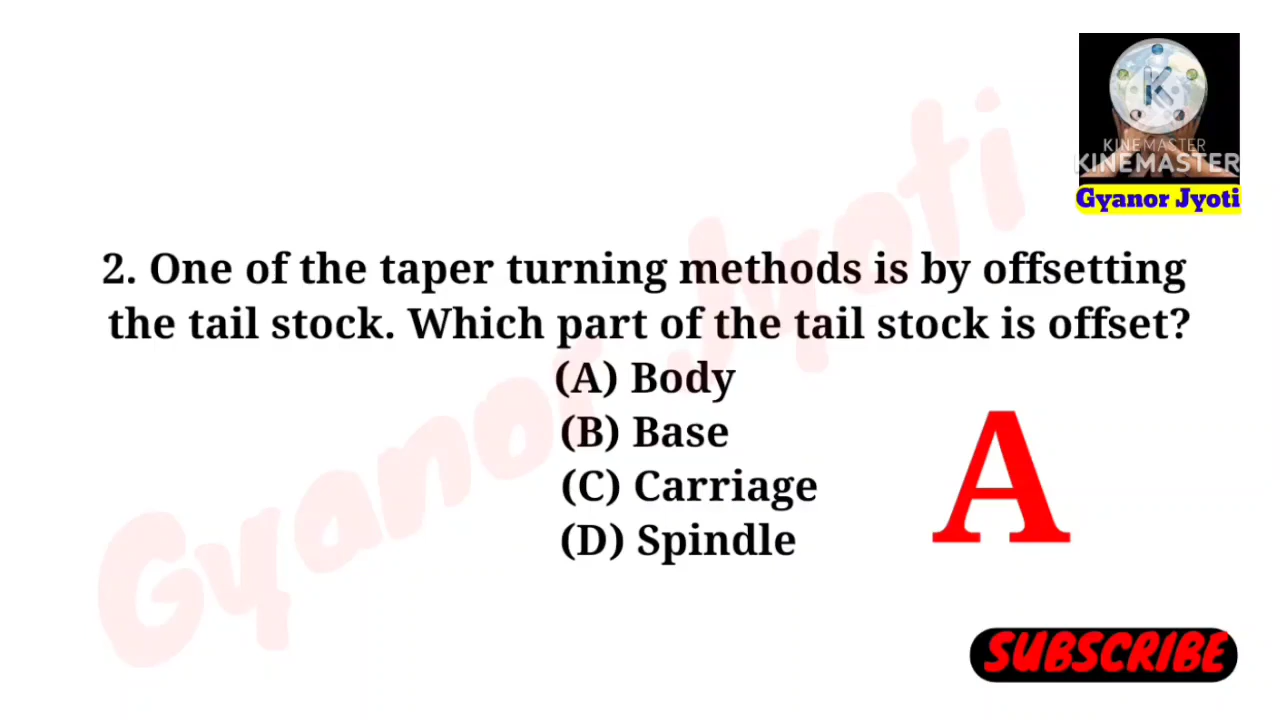 K
KINEMASTER
KINEMASTER
Gyanor Jyoti
Gyanor Jyoti
2. One of the taper turning methods is by offsetting
the tail stock. Which part of the tail stock is offset?
(A) Body
(B) Base
(C) Carriage
(D) Spindle
A
SUBSCRIBE